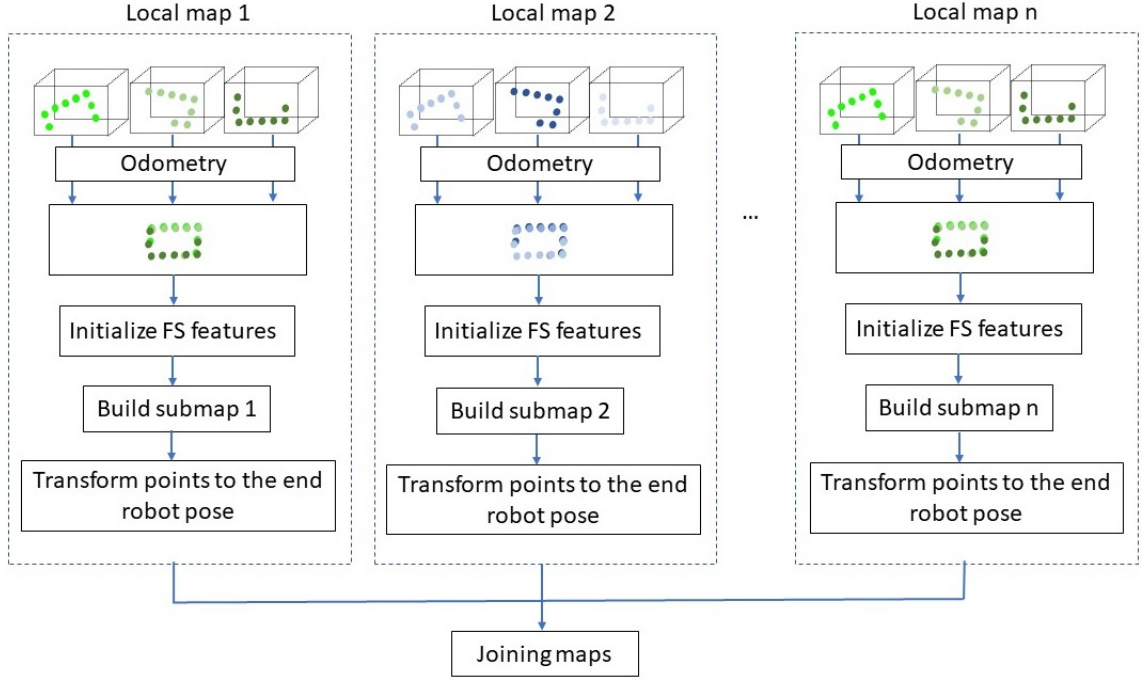 Local map 1
Odometry
Initialize FS features
Build submap 1
Transform points to the end
robot pose
Local map 2
Odometry
Initialize FS features
Build submap 2
Transform points to the end
robot pose
...
Local map n
Odometry
Initialize FS features
Build submap n
Transform points to the end
robot pose
Joining maps